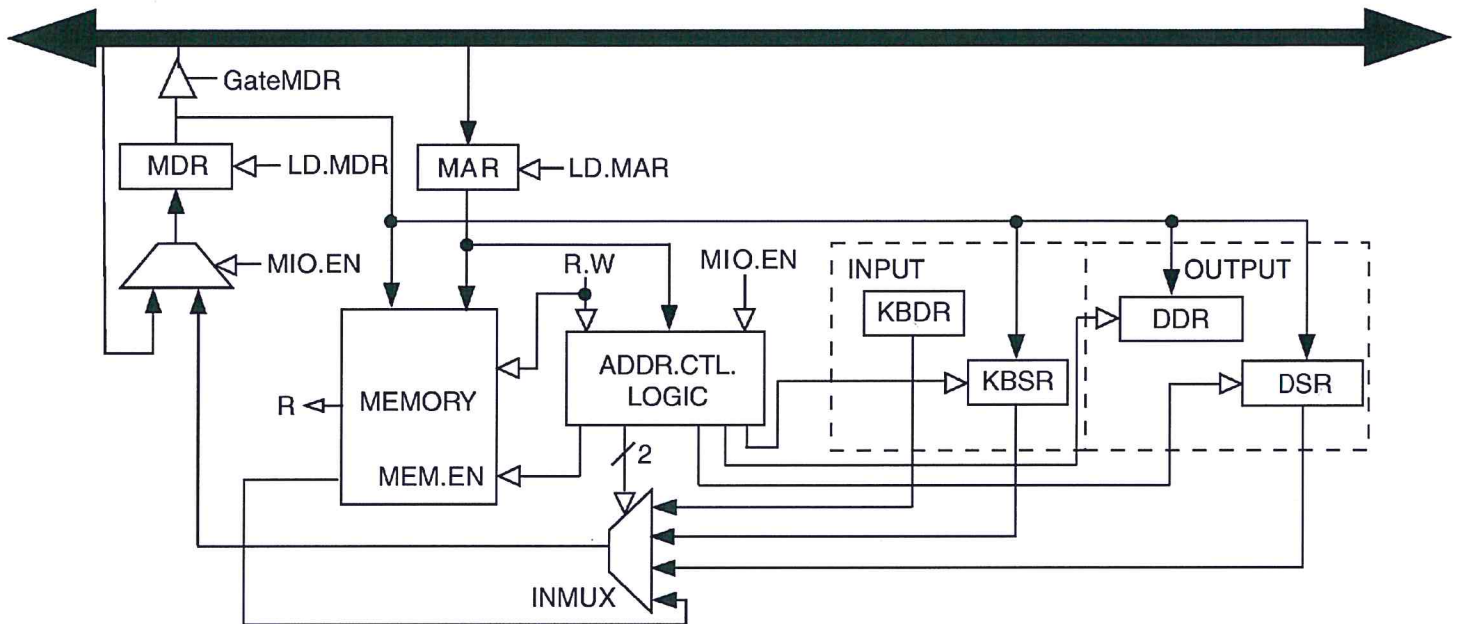 GateMDR
MDR
LD.MDR
MAR
LD.MAR
MIO.EN
R.W
MIO.EN
INPUT
OUTPUT
KBDR
DDR
MEMORY
ADDR.CTL.
LOGIC
KBSR
DSR
R
2
MEM.EN
INMUX